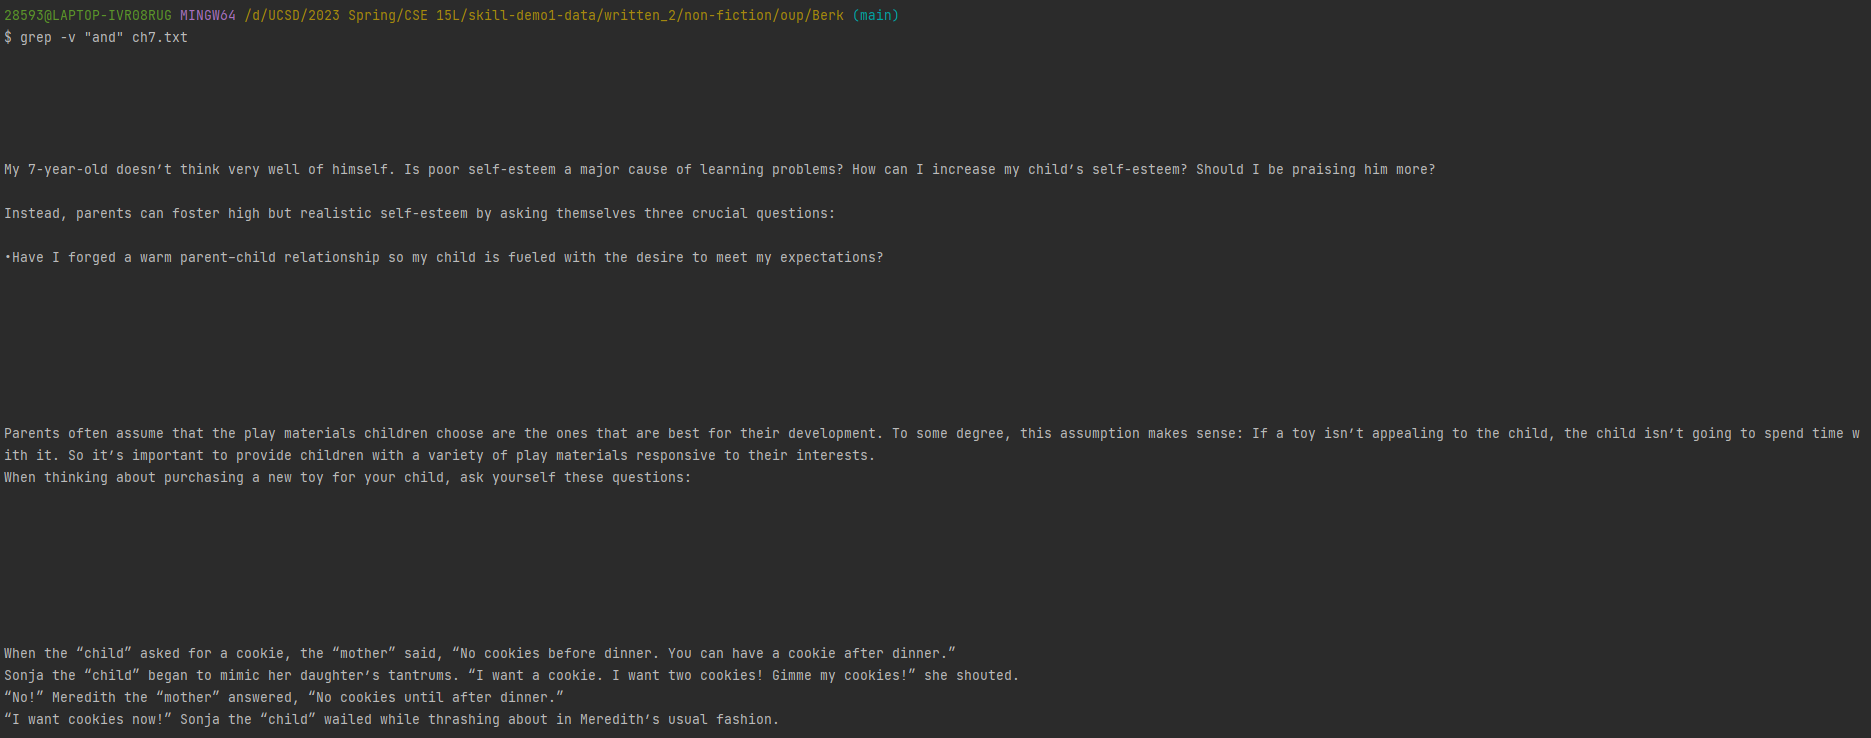 28593@LAPTOP-IVR08RUG MINGW64 /d/UCSD/2023 Spring/CSE 15L/skill-demo1-data/written_2/non-fiction/oup/Berk (main)
$ grep -v "and" ch7.txt
My 7-year-old doesn’t think very well of himself. Is poor self-esteem a major cause of learning problems? How can I increase my child’s self-esteem? Should I be praising him more?
Instead, parents can foster high but realistic self-esteem by asking themselves three crucial questions:
•Have I forged a warm parent–child relationship so my child is fueled with the desire to meet my expectations?
Parents often assume that the play materials children choose are the ones that are best for their development. To some degree, this assumption makes sense: If a toy isn’t appealing to the child, the child isn’t going to spend time w
ith it. So it’s important to provide children with a variety of play materials responsive to their interests.
When thinking about purchasing a new toy for your child, ask yourself these questions:
When the “child” asked for a cookie, the “mother” said, “No cookies before dinner. You can have a cookie after dinner.”
Sonja the “child” began to mimic her daughter’s tantrums. “I want a cookie. I want two cookies! Gimme my cookies!” she shouted.
“No!” Meredith the “mother” answered, “No cookies until after dinner.”
“I want cookies now!” Sonja the “child” wailed while thrashing about in Meredith’s usual fashion.